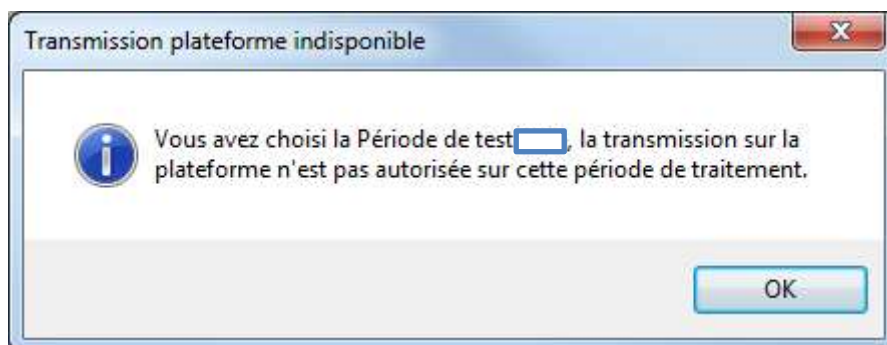 Transmission plateforme indisponible
Vous avez choisi la Période de test , la transmission sur la
plateforme n'est pas autorisée sur cette période de traitement.
OK